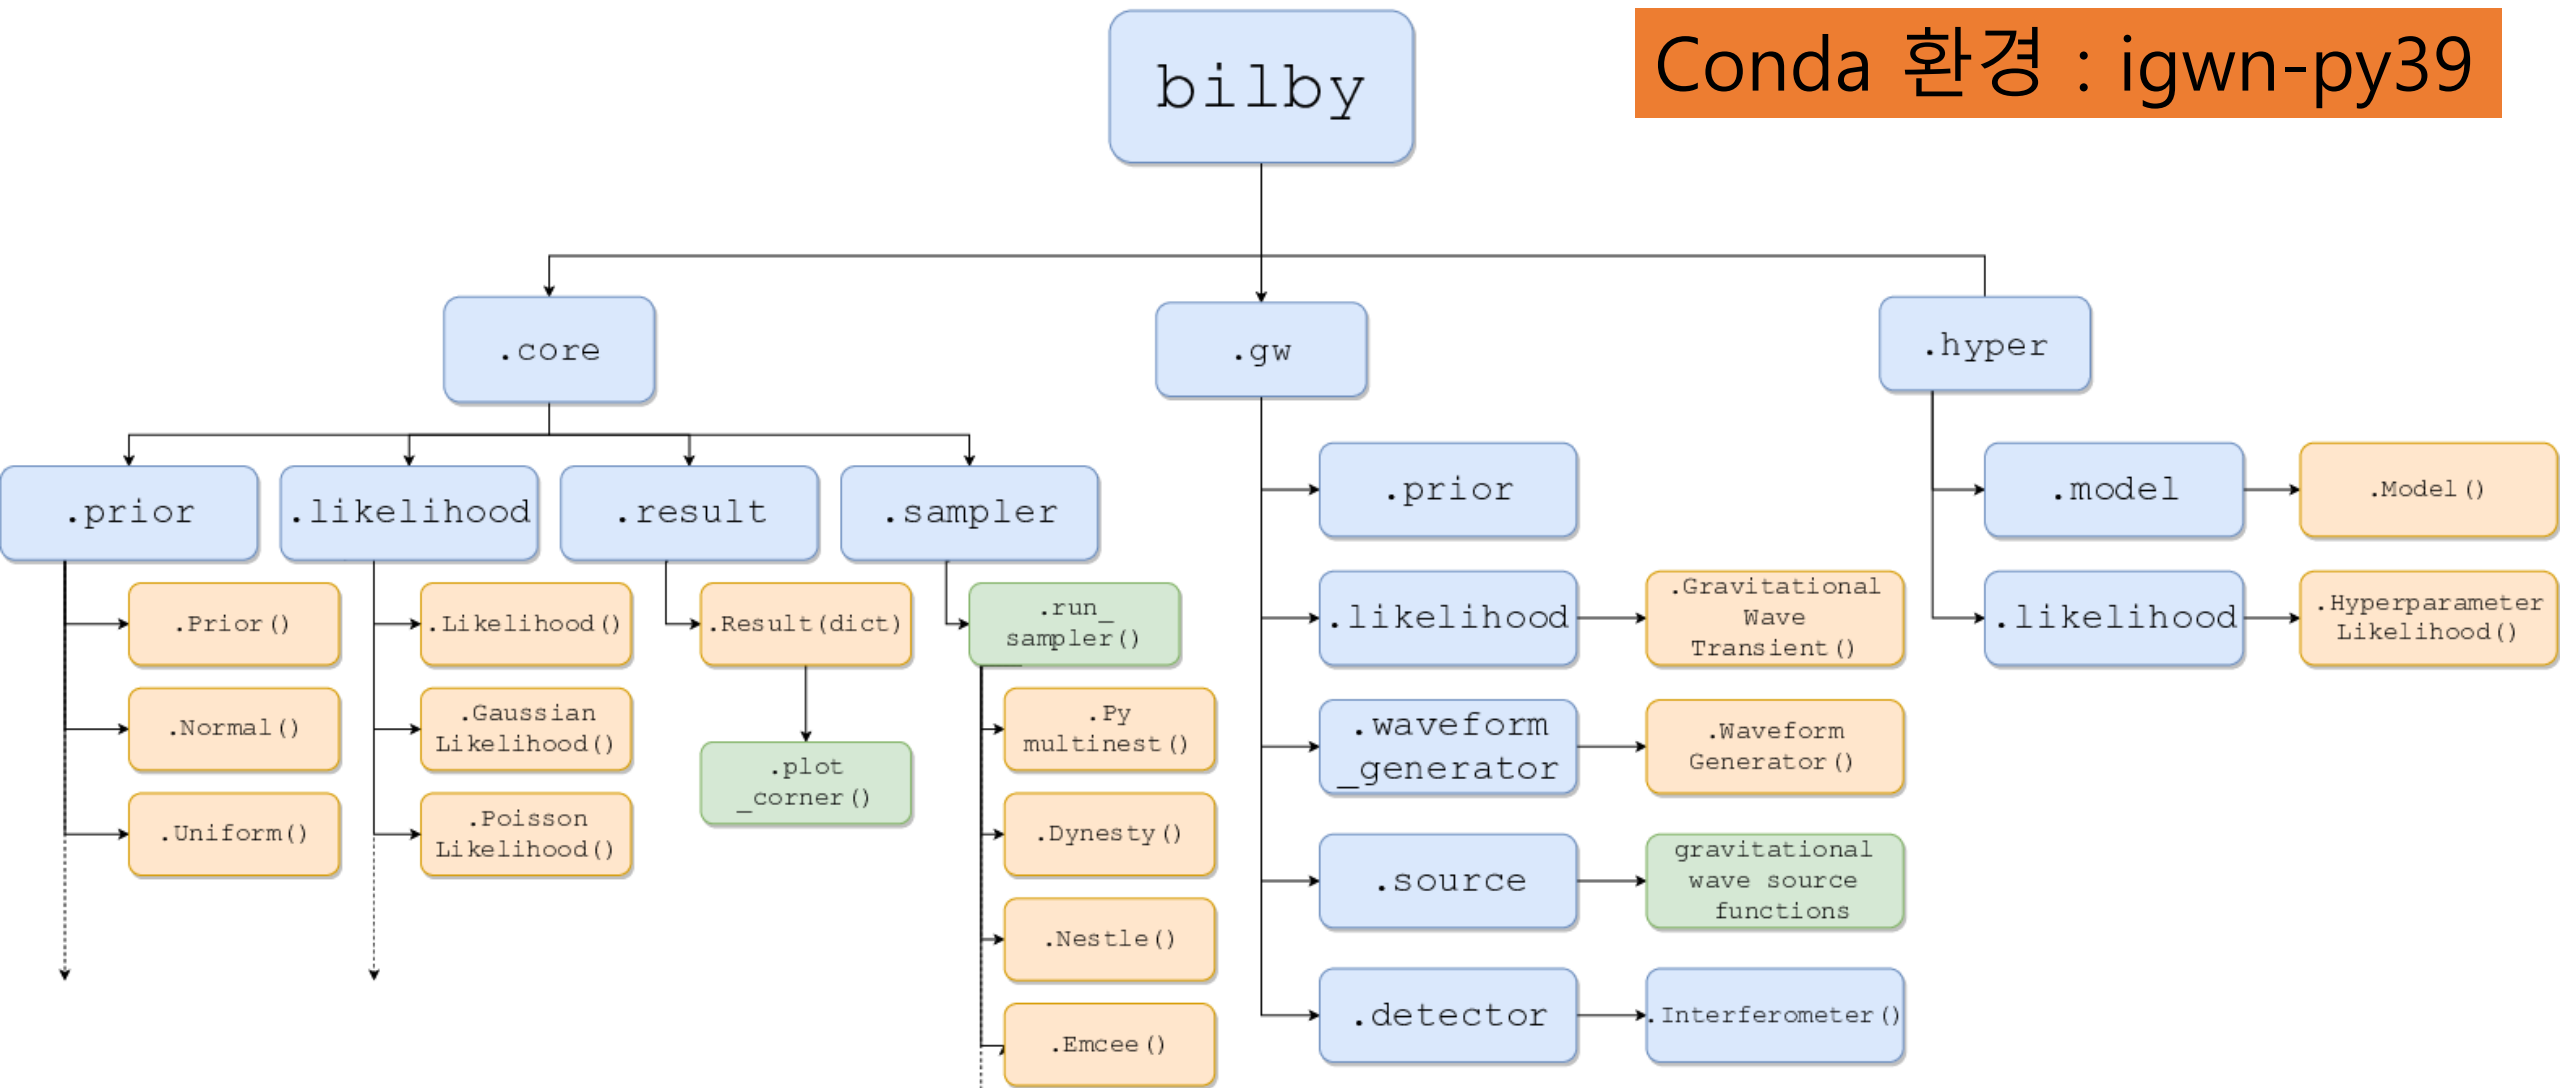 bilby
Conda 환경 : igwn-py39
.core
.gw
.hyper
.prior
.likelihood
.result
.sampler
.Prior()
.Normal()
.Uniform()
.Likelihood()
.Gaussian
Likelihood()
.Poisson
Likelihood()
.Result(dict)
.plot
_corner()
.run_
sampler()
.Py
multinest()
.Dynesty()
.Nestle()
.Emcee()
.prior
.likelihood
.Gravitational
Wave
Transient()
.waveform
_generator
.Waveform
Generator()
.source
gravitational
wave source
functions
.detector
.Interferometer()
.model
.Model()
.likelihood
.Hyperparameter
Likelihood()